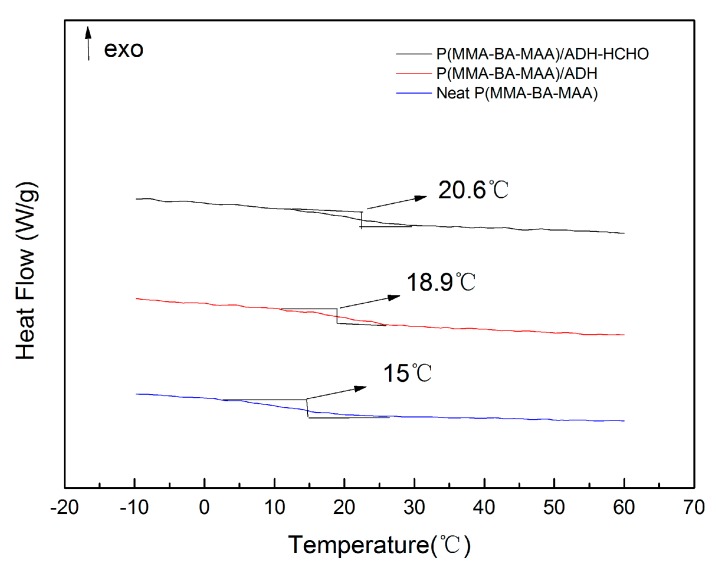 exo
P(MMA-BA-MAA)/ADH-HCHO
P(MMA-BA-MAA)/ADH
Neat P(MMA-BA-MAA)
20.6℃
18.9℃
15℃
Heat Flow (W/g)
-20 -10 0 10 20 30 40 50 60 70
Temperature(℃)